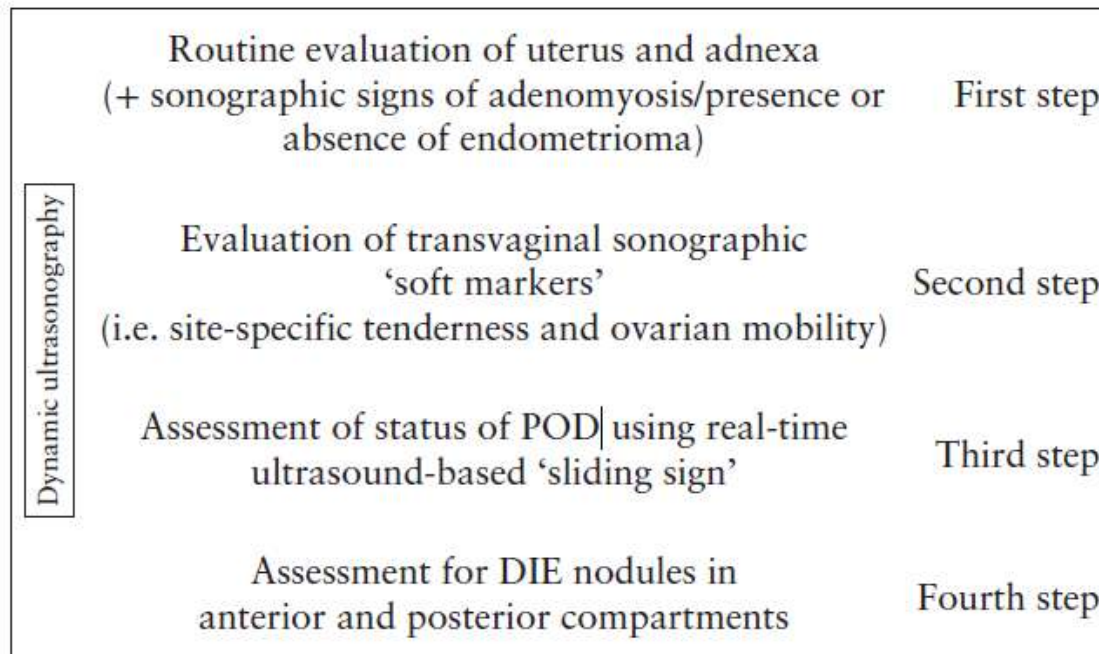 Routine evaluation of uterus and adnexa
(+ sonographic signs of adenomyosis/presence or
absence of endometrioma)
First step
Dynamic ultrasonography
Evaluation of transvaginal sonographic
‘soft markers’
(i.e. site-specific tenderness and ovarian mobility)
Second step
Assessment of status of POD using real-time
ultrasound-based ‘sliding sign’
Third step
Assessment for DIE nodules in
anterior and posterior compartments
Fourth step